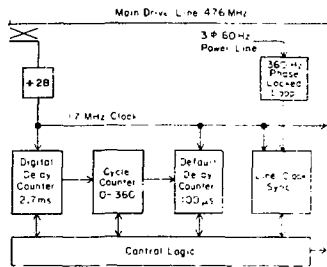 Main Drive Line 476 MHz
3 Φ 60 Hz
Power Line
360 Hz
Phase
Locked
Loop
÷28
17 MHz Clock
Digital
Delay
Counter
2.7ms
Cycle
Counter
0-360
Default
Delay
Counter
100 μs
Line Clock
Sync
Control Logic